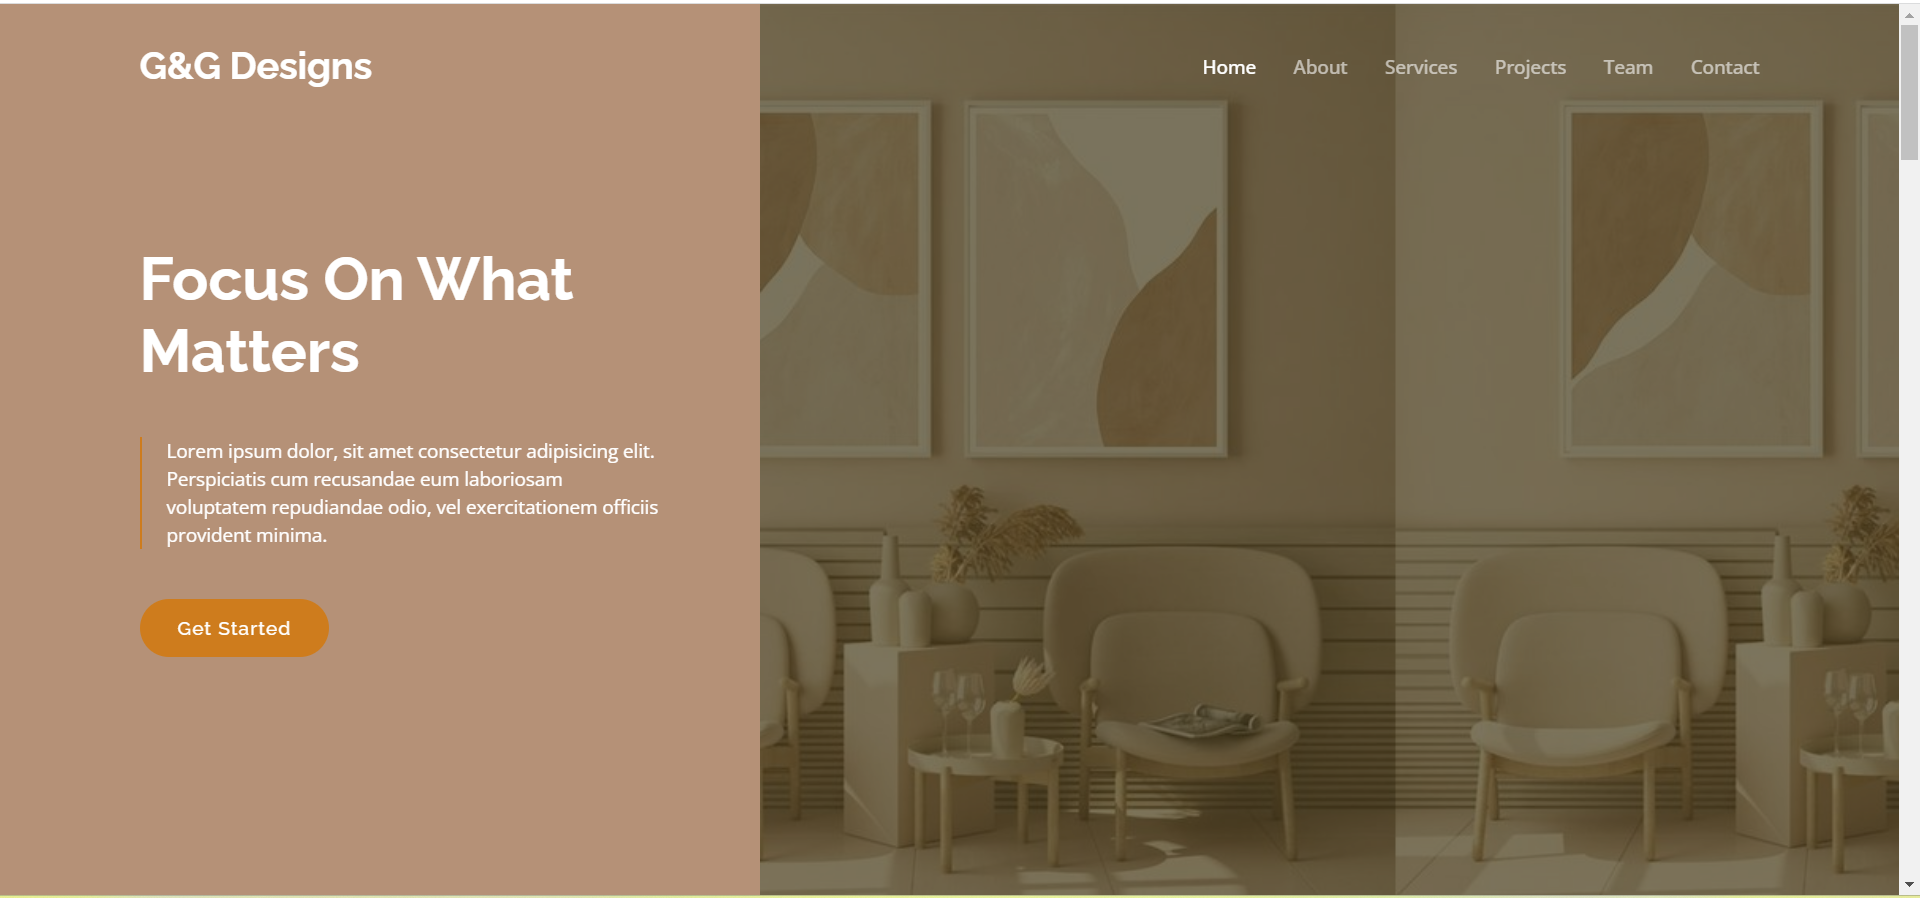 G&G Designs
Home About Services Projects Team Contact
Focus On What
Matters
Lorem ipsum dolor, sit amet consectetur adipisicing elit.
Perspiciatis cum recusandae eum laboriosam
voluptatem repudiandae odio, vel exercitationem officiis
provident minima.
Get Started